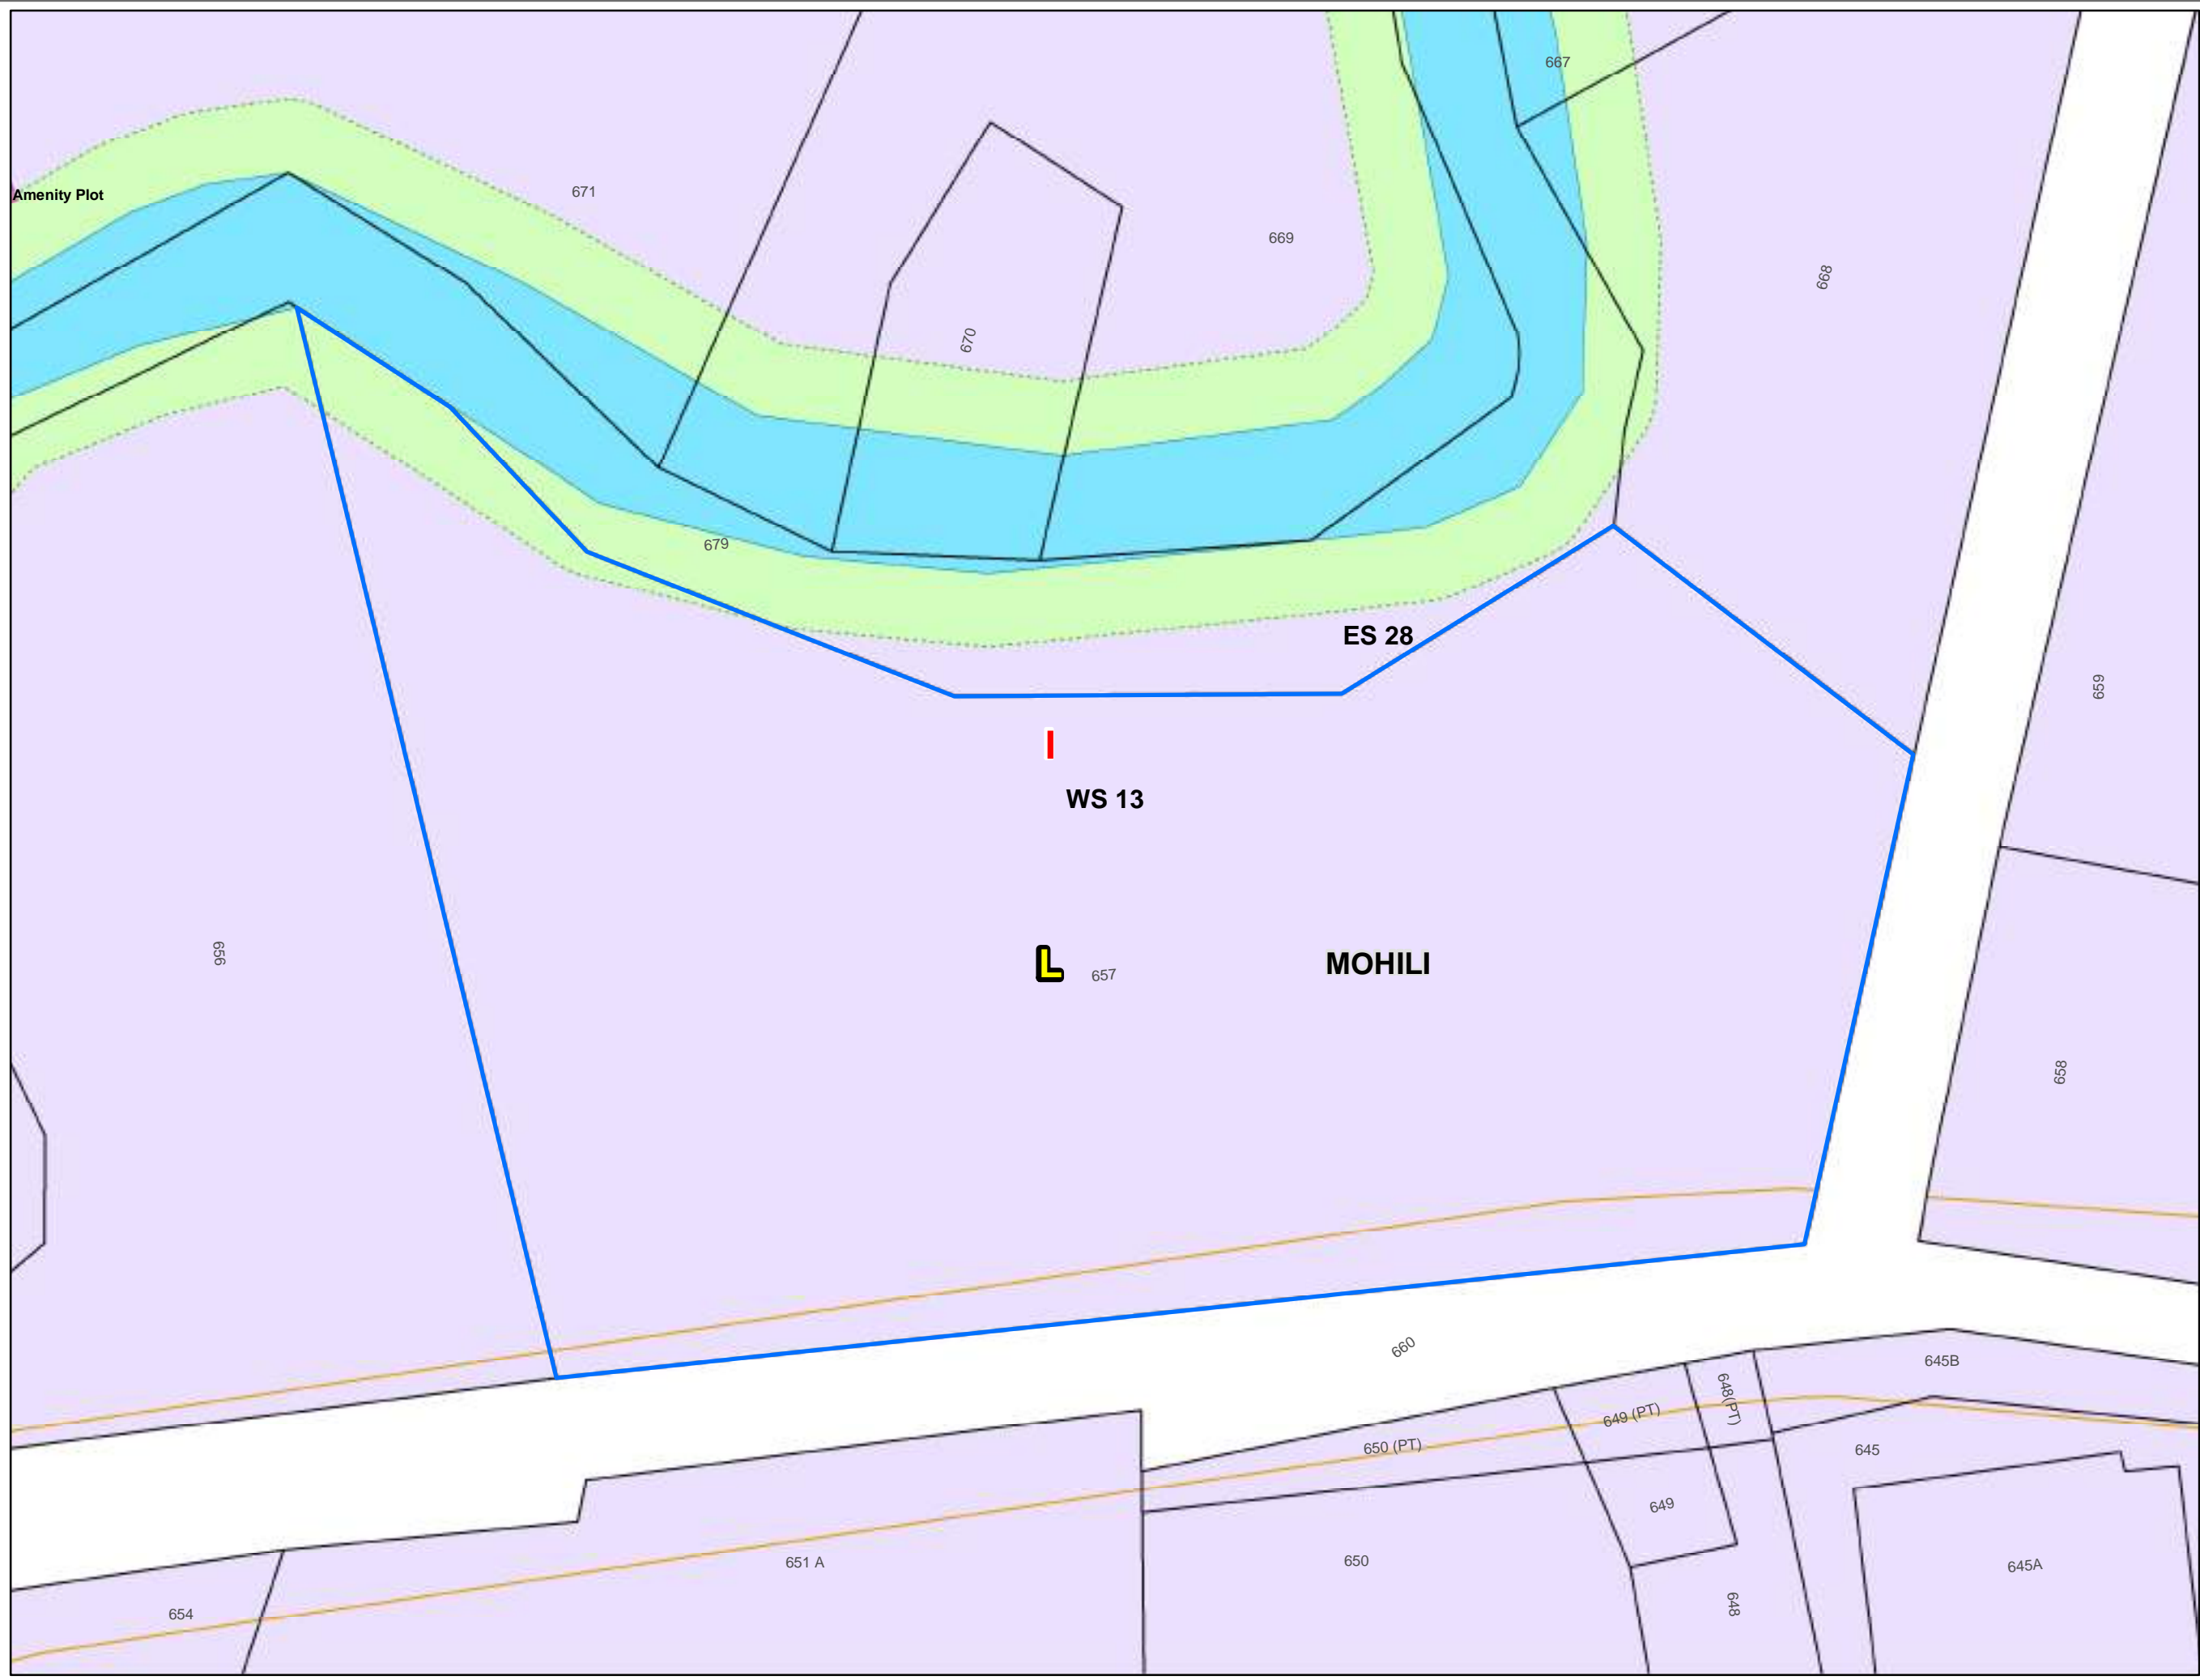 667
Amenity Plot
671
669
668
670
679
ES 28
659
I
WS 13
656
L
657
MOHILI
658
660
645B
648(PT)
649 (PT)
650 (PT)
645
649
651 A
650
645A
648
654